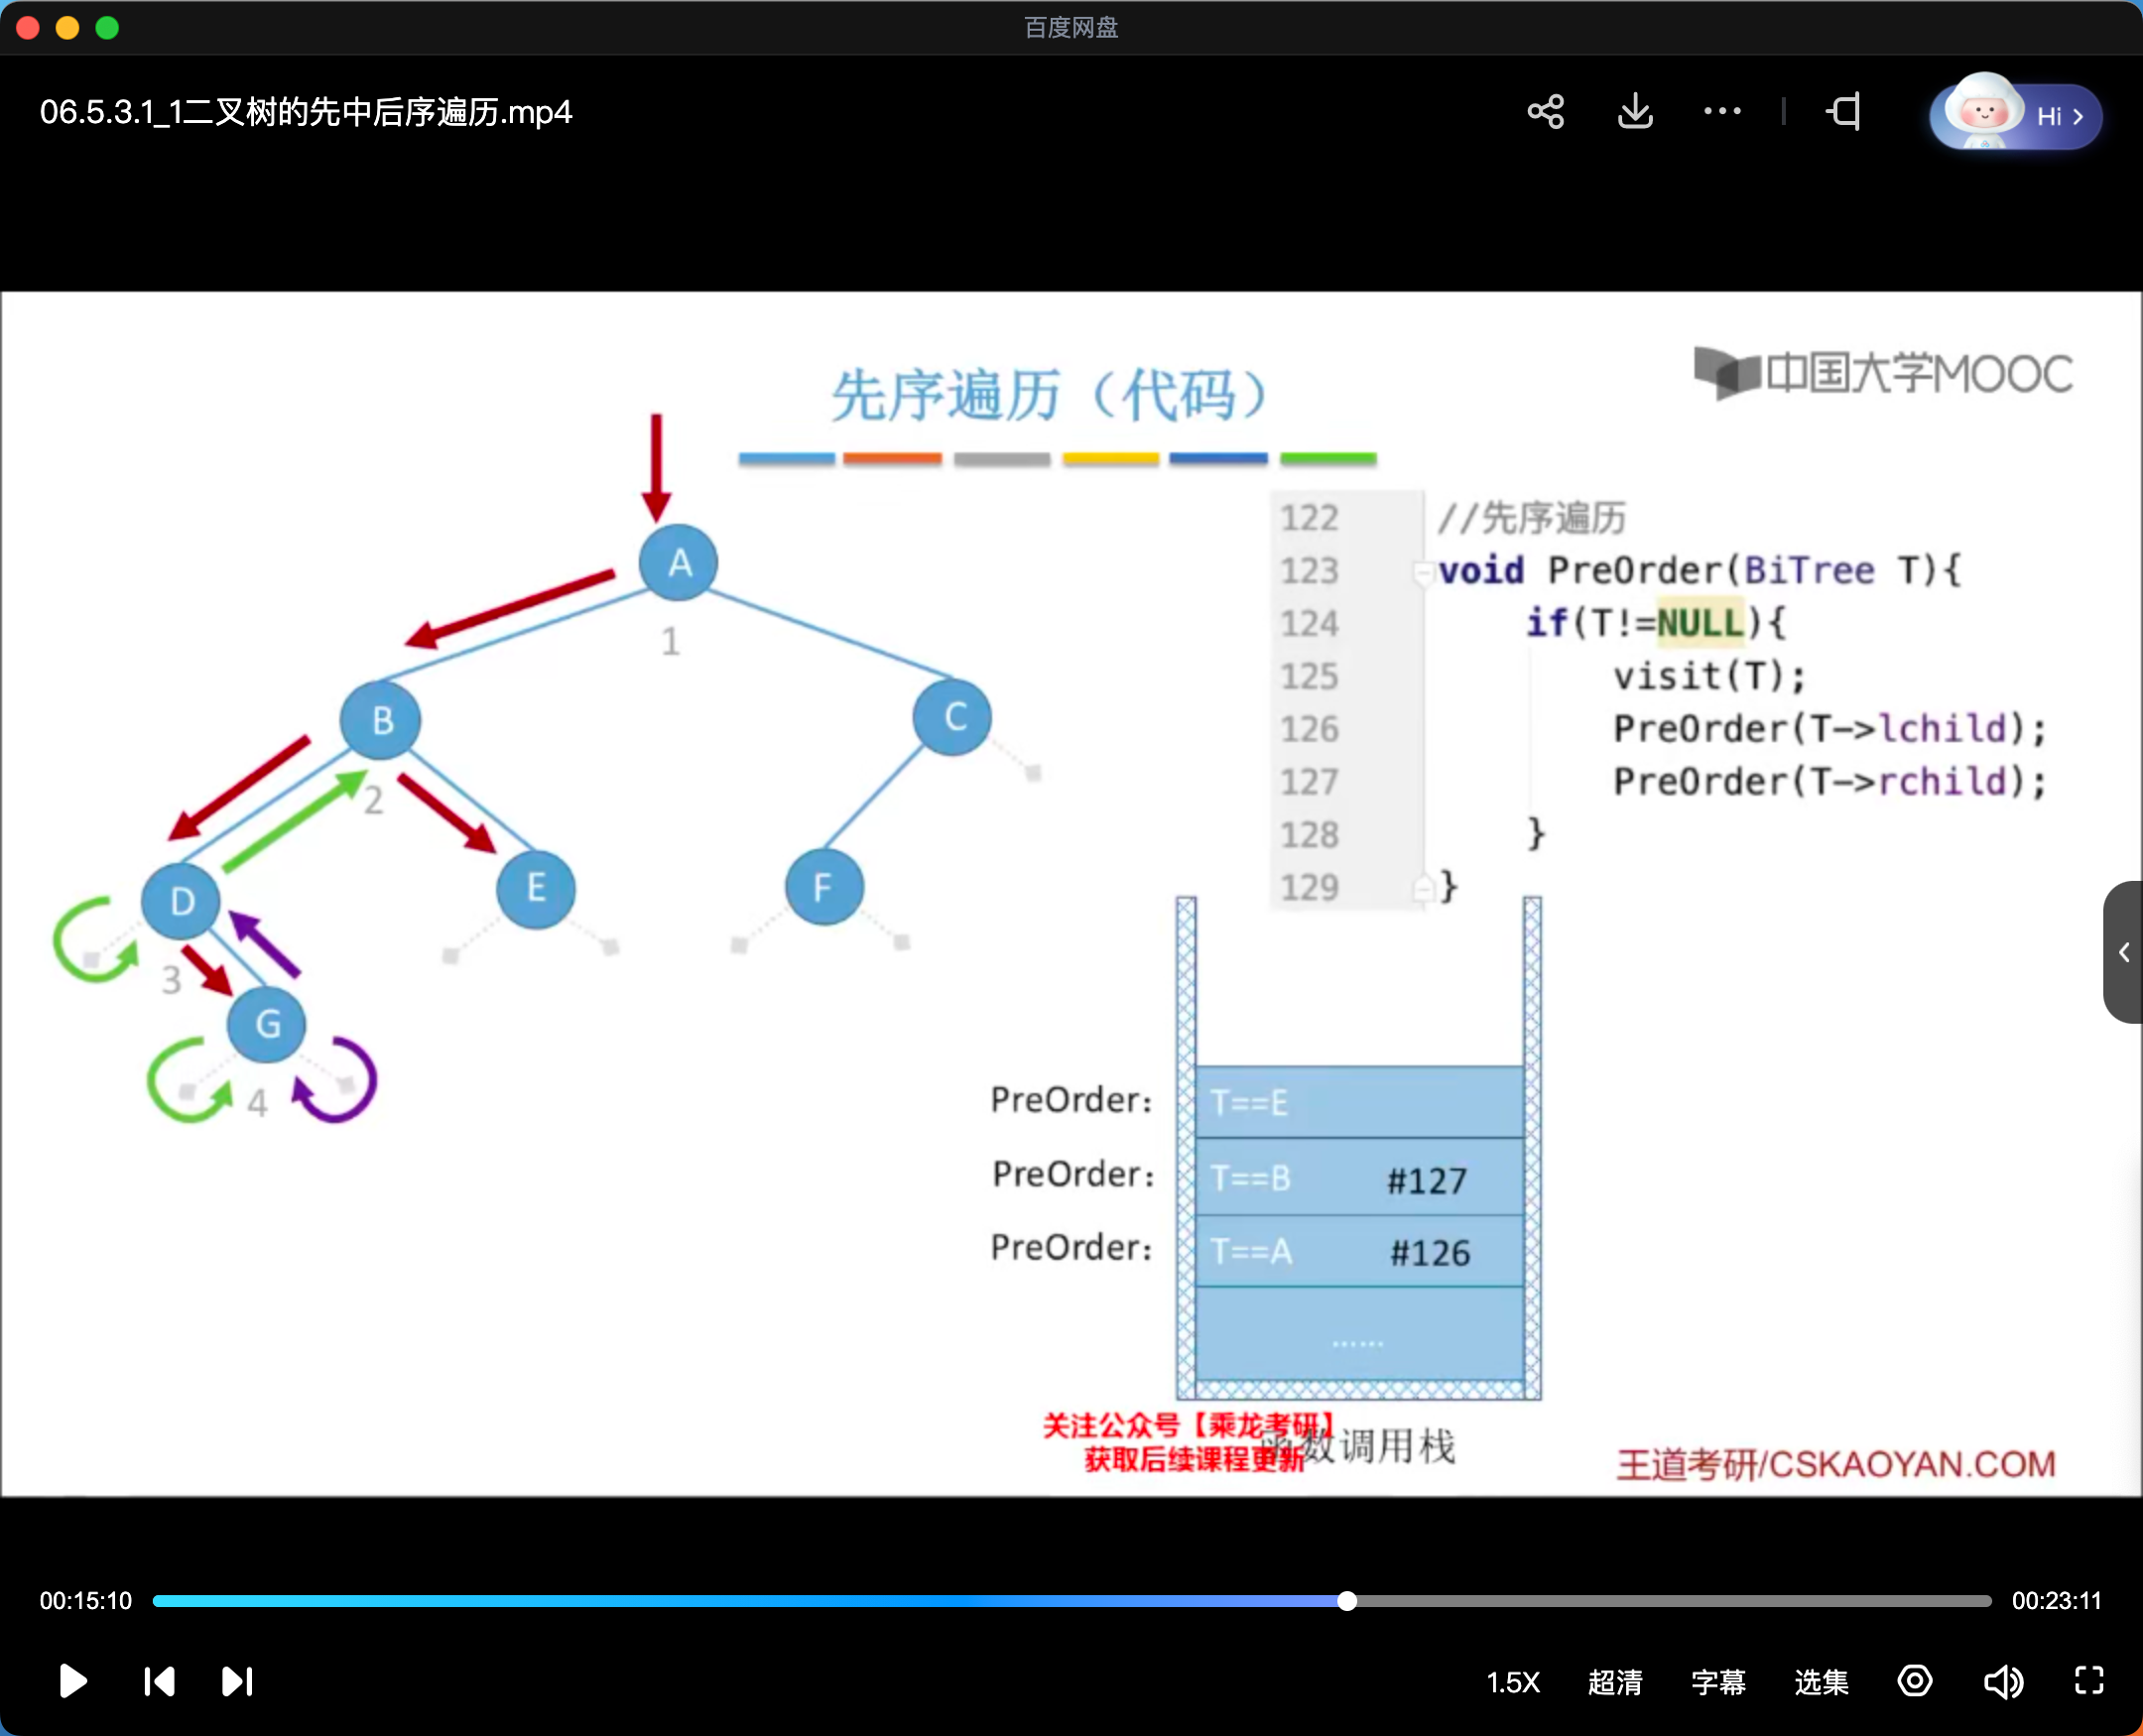 百度网盘
06.5.3.1_1二叉树的先中后序遍历.mp4
Hi
先序遍历（代码）
中国大学MOOC
A
1
B
C
2
D
E
F
3
G
4
122 //先序遍历
123 void PreOrder(BiTree T){
124 if(T!=NULL){
125 visit(T);
126 PreOrder(T->lchild);
127 PreOrder(T->rchild);
128 }
129 }
PreOrder: T==E
PreOrder: T==B #127
PreOrder: T==A #126
……
关注公众号【乘龙考研】
获取后续课程更新
函数调用栈
王道考研/CSKAOYAN.COM
00:15:10
00:23:11
1.5X 超清 字幕 选集